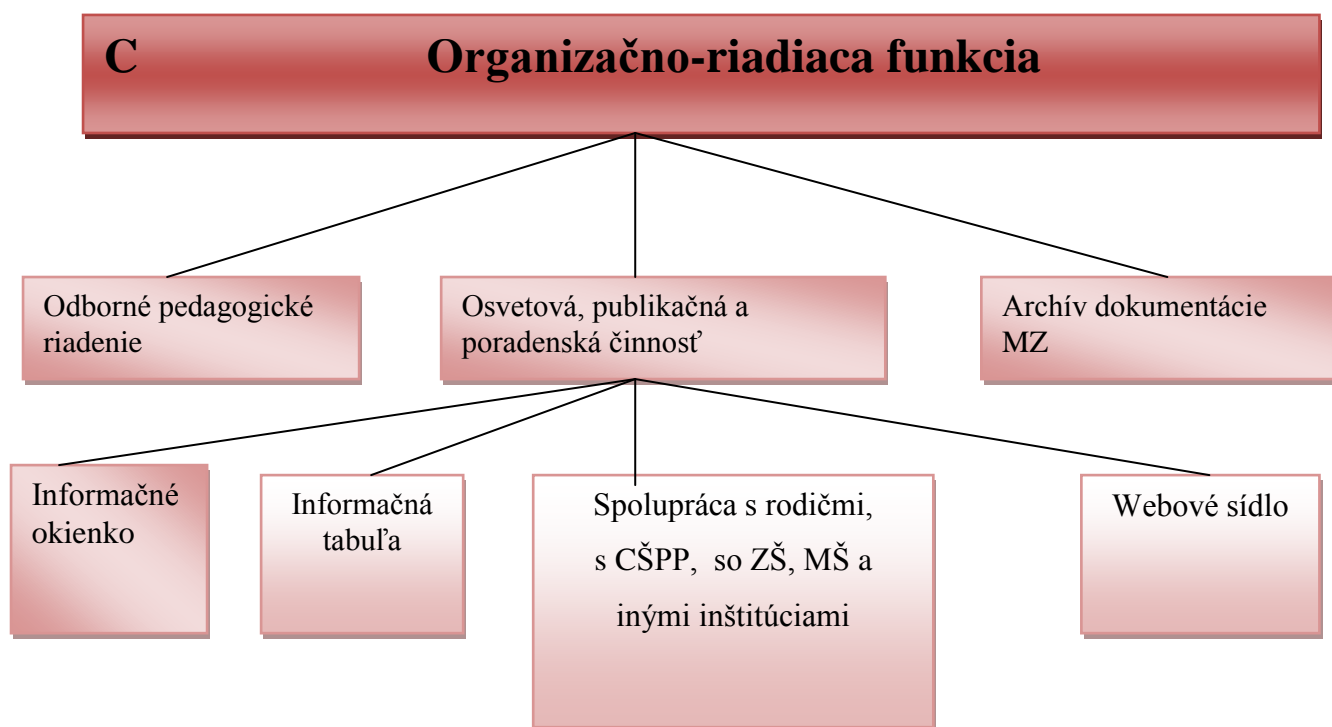 C Organizačno-riadiaca funkcia
Odborné pedagogické
riadenie
Osvetová, publikačná a
poradenská činnosť
Archív dokumentácie
MZ
Informačné
okienko
Informačná
tabuľa
Spolupráca s rodičmi,
s CŠPP, so ZŠ, MŠ a
inými inštitúciami
Webové sídlo